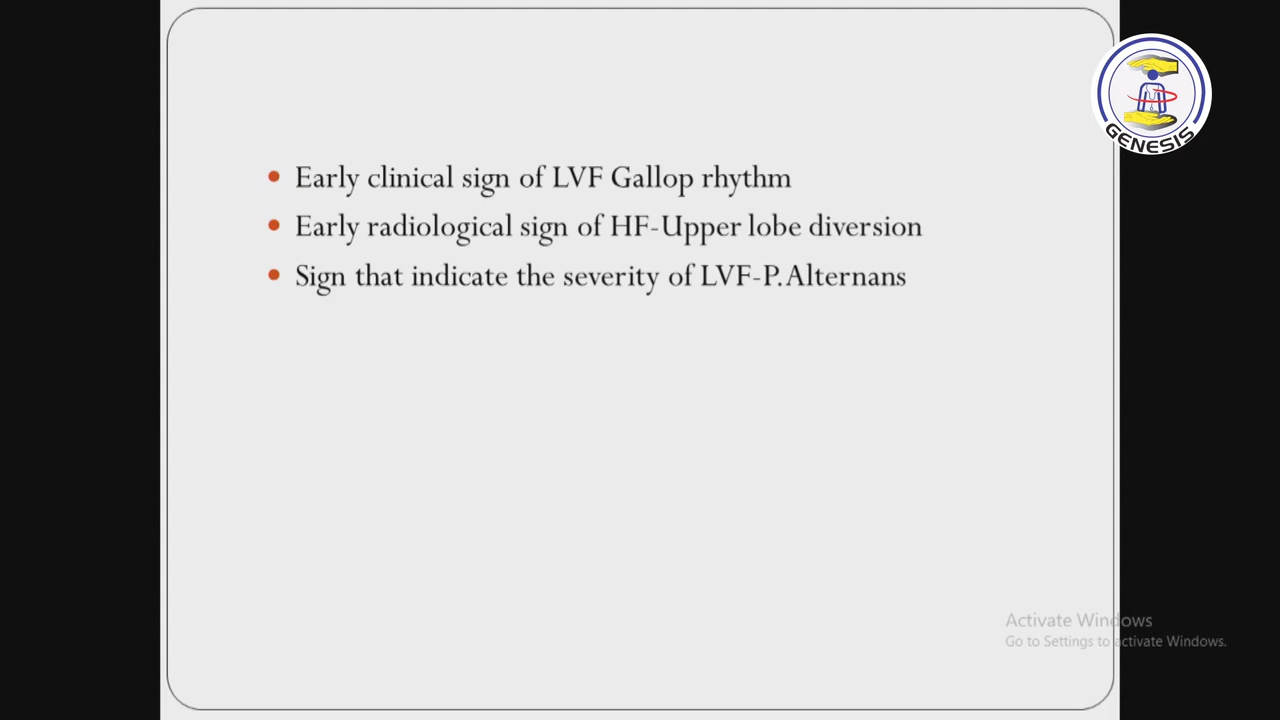 GENESIS
Early clinical sign of LVF Gallop rhythm
Early radiological sign of HF-Upper lobe diversion
Sign that indicate the severity of LVF-P.Alternans
Activate Windows
Go to Settings to activate Windows.